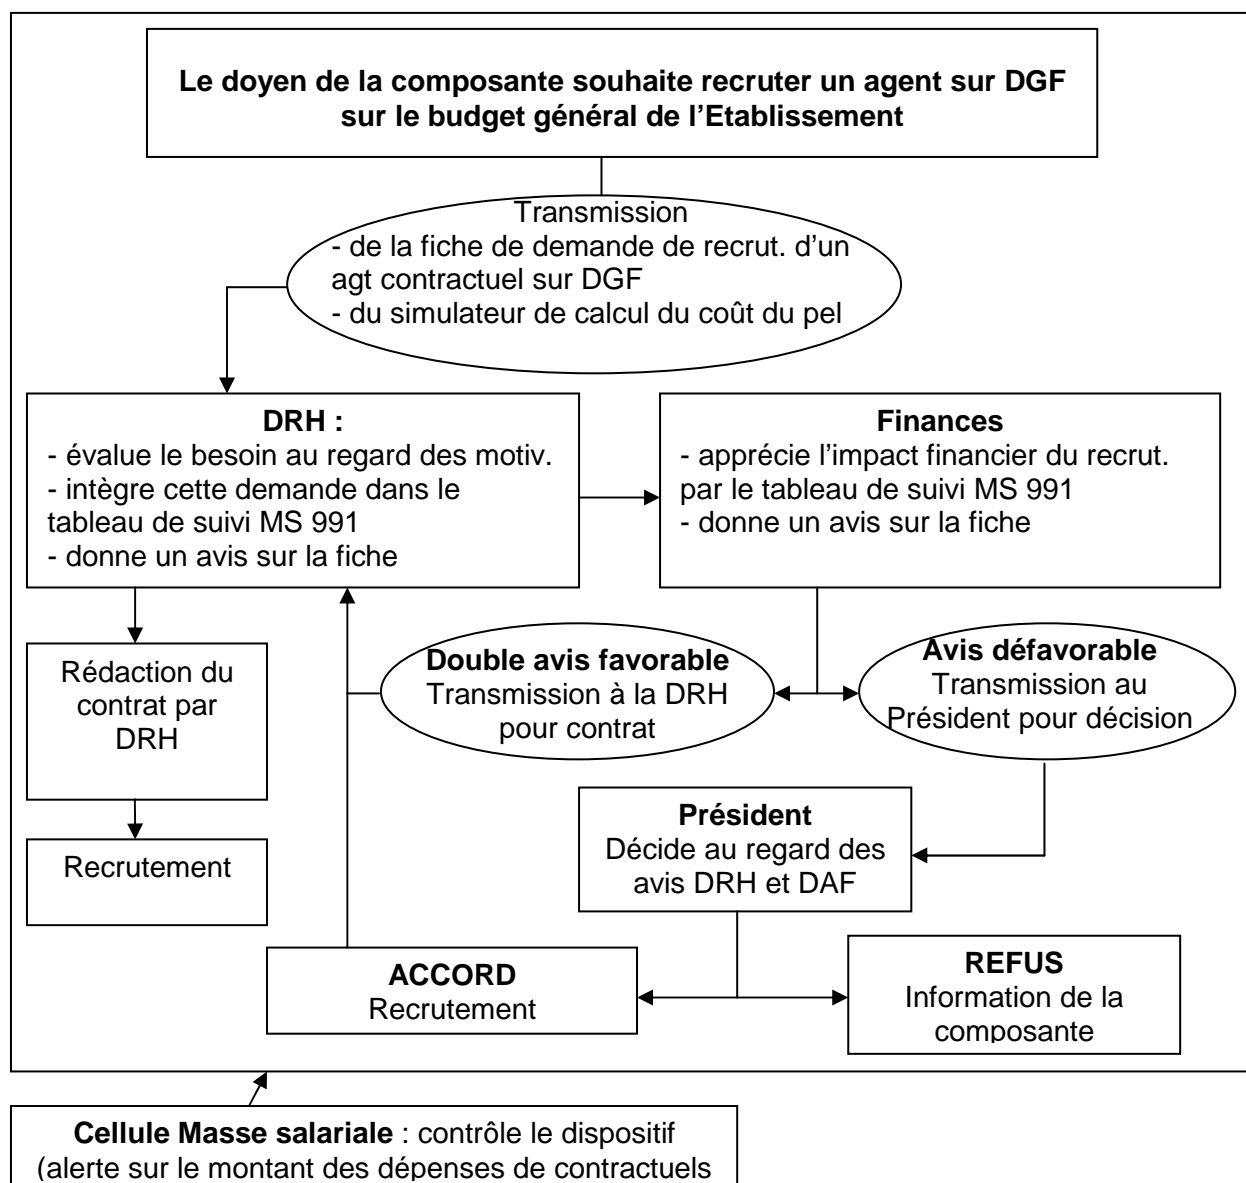 Le doyen de la composante souhaite recruter un agent sur DGF
sur le budget général de l’Etablissement
Transmission
- de la fiche de demande de recrut. d’un
agt contractuel sur DGF
- du simulateur de calcul du coût du pel
DRH :
- évalue le besoin au regard des motiv.
- intègre cette demande dans le
tableau de suivi MS 991
- donne un avis sur la fiche
Finances
- apprécie l’impact financier du recrut.
par le tableau de suivi MS 991
- donne un avis sur la fiche
Rédaction du
contrat par
DRH
Double avis favorable
Transmission à la DRH
pour contrat
Avis défavorable
Transmission au
Président pour décision
Recrutement
Président
Décide au regard des
avis DRH et DAF
ACCORD
Recrutement
REFUS
Information de la
composante
Cellule Masse salariale : contrôle le dispositif
(alerte sur le montant des dépenses de contractuels